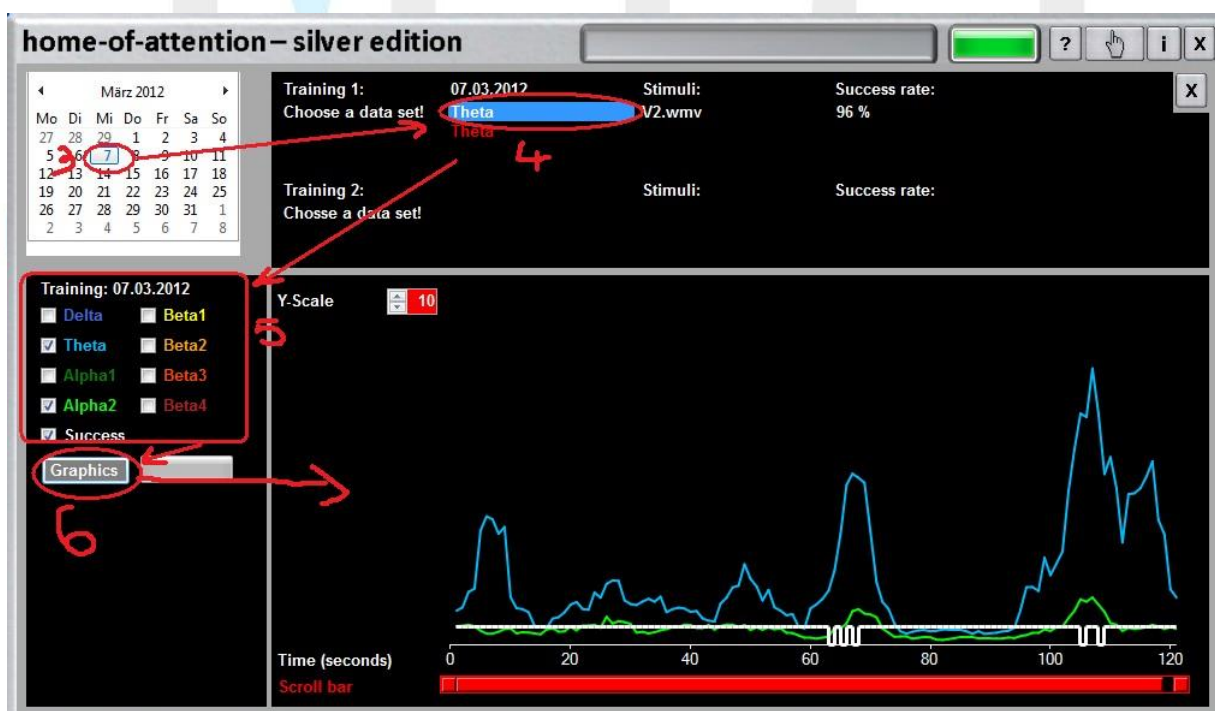 home-of-attention – silver edition
? i X
März 2012
Mo Di Mi Do Fr Sa So
27 28 29 1 2 3 4
5 6 7 8 9 10 11
12 13 14 15 16 17 18
19 20 21 22 23 24 25
26 27 28 29 30 31 1
2 3 4 5 6 7 8
3
Training 1: 07.03.2012 Stimuli: Success rate: X
Choose a data set! Theta V2.wmv 96 %
Theta
4
Training 2: Stimuli: Success rate:
Chosse a data set!
Training: 07.03.2012
Delta Beta1
Theta Beta2
Alpha1 Beta3
Alpha2 Beta4
Success
5
Graphics
6
Y-Scale 10
Time (seconds) 0 20 40 60 80 100 120
Scroll bar